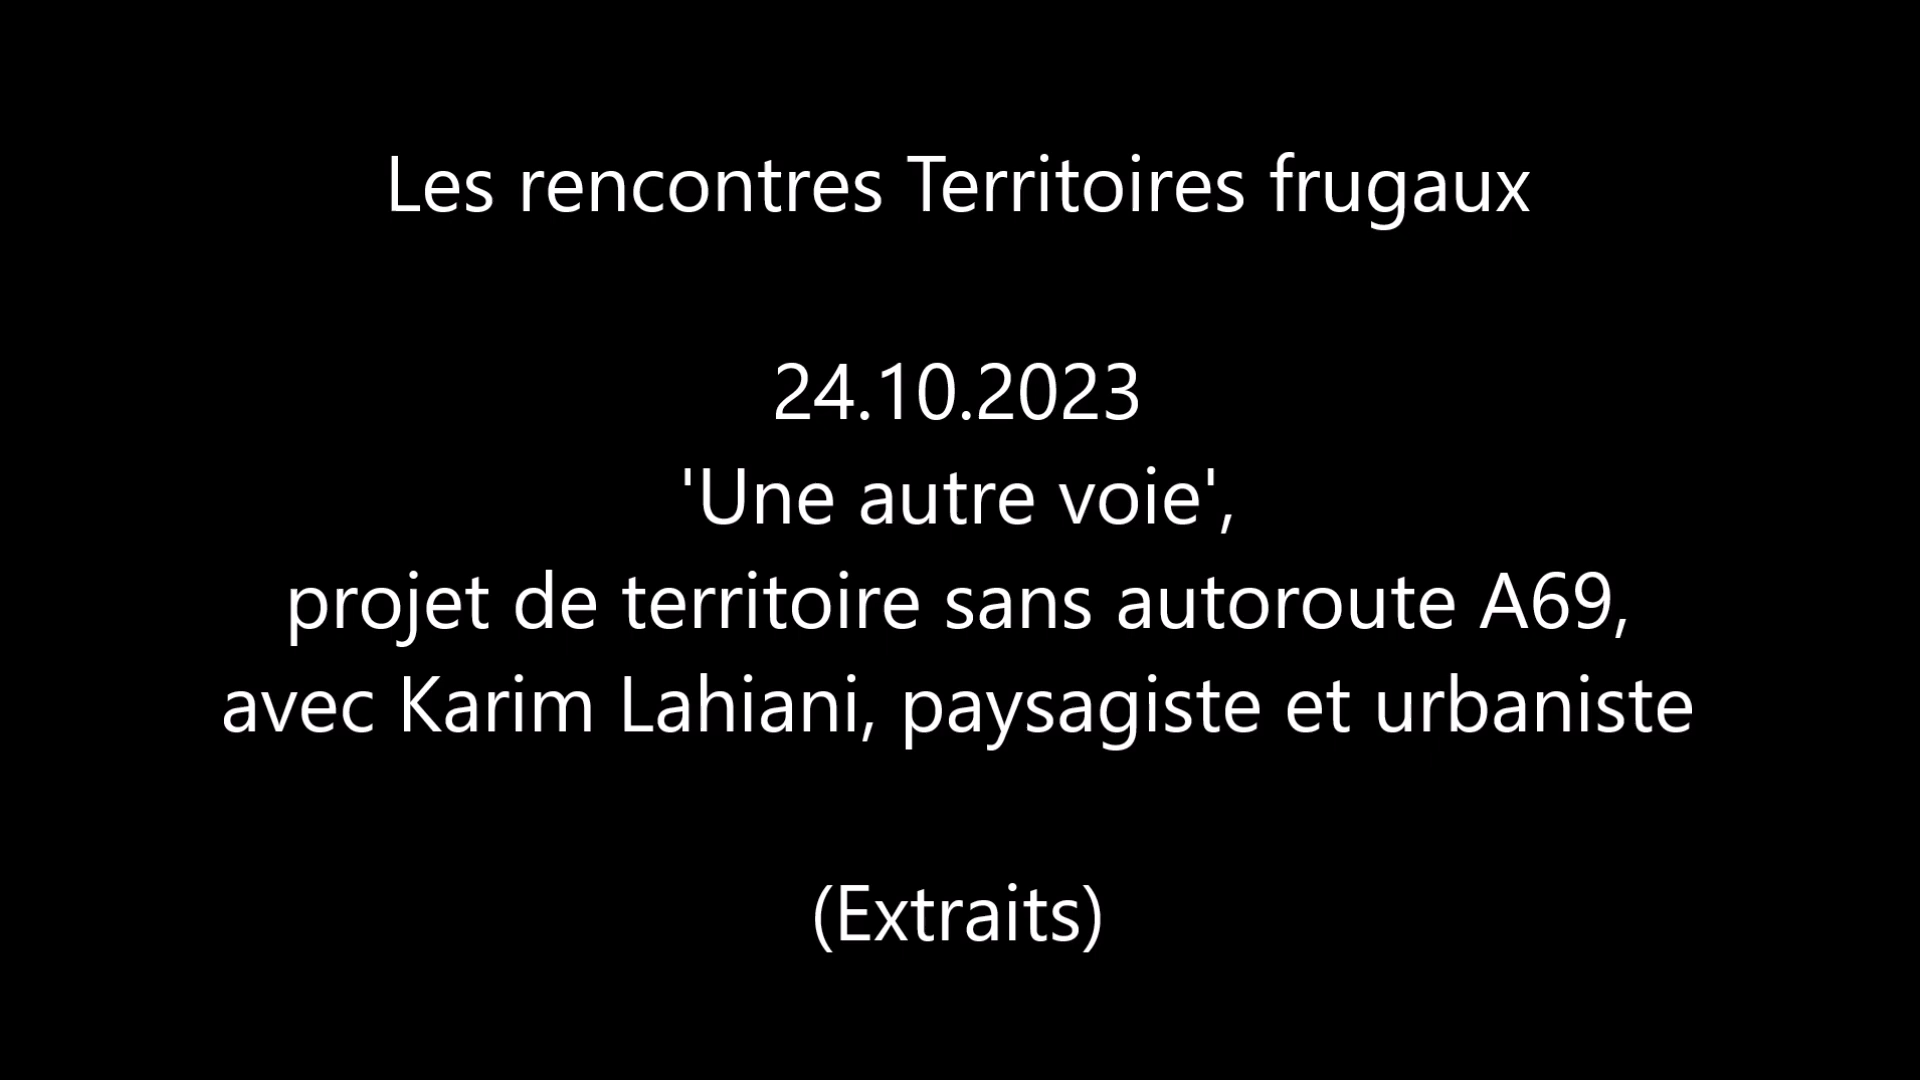 Les rencontres Territoires frugaux
24.10.2023
'Une autre voie',
projet de territoire sans autoroute A69,
avec Karim Lahiani, paysagiste et urbaniste
(Extraits)